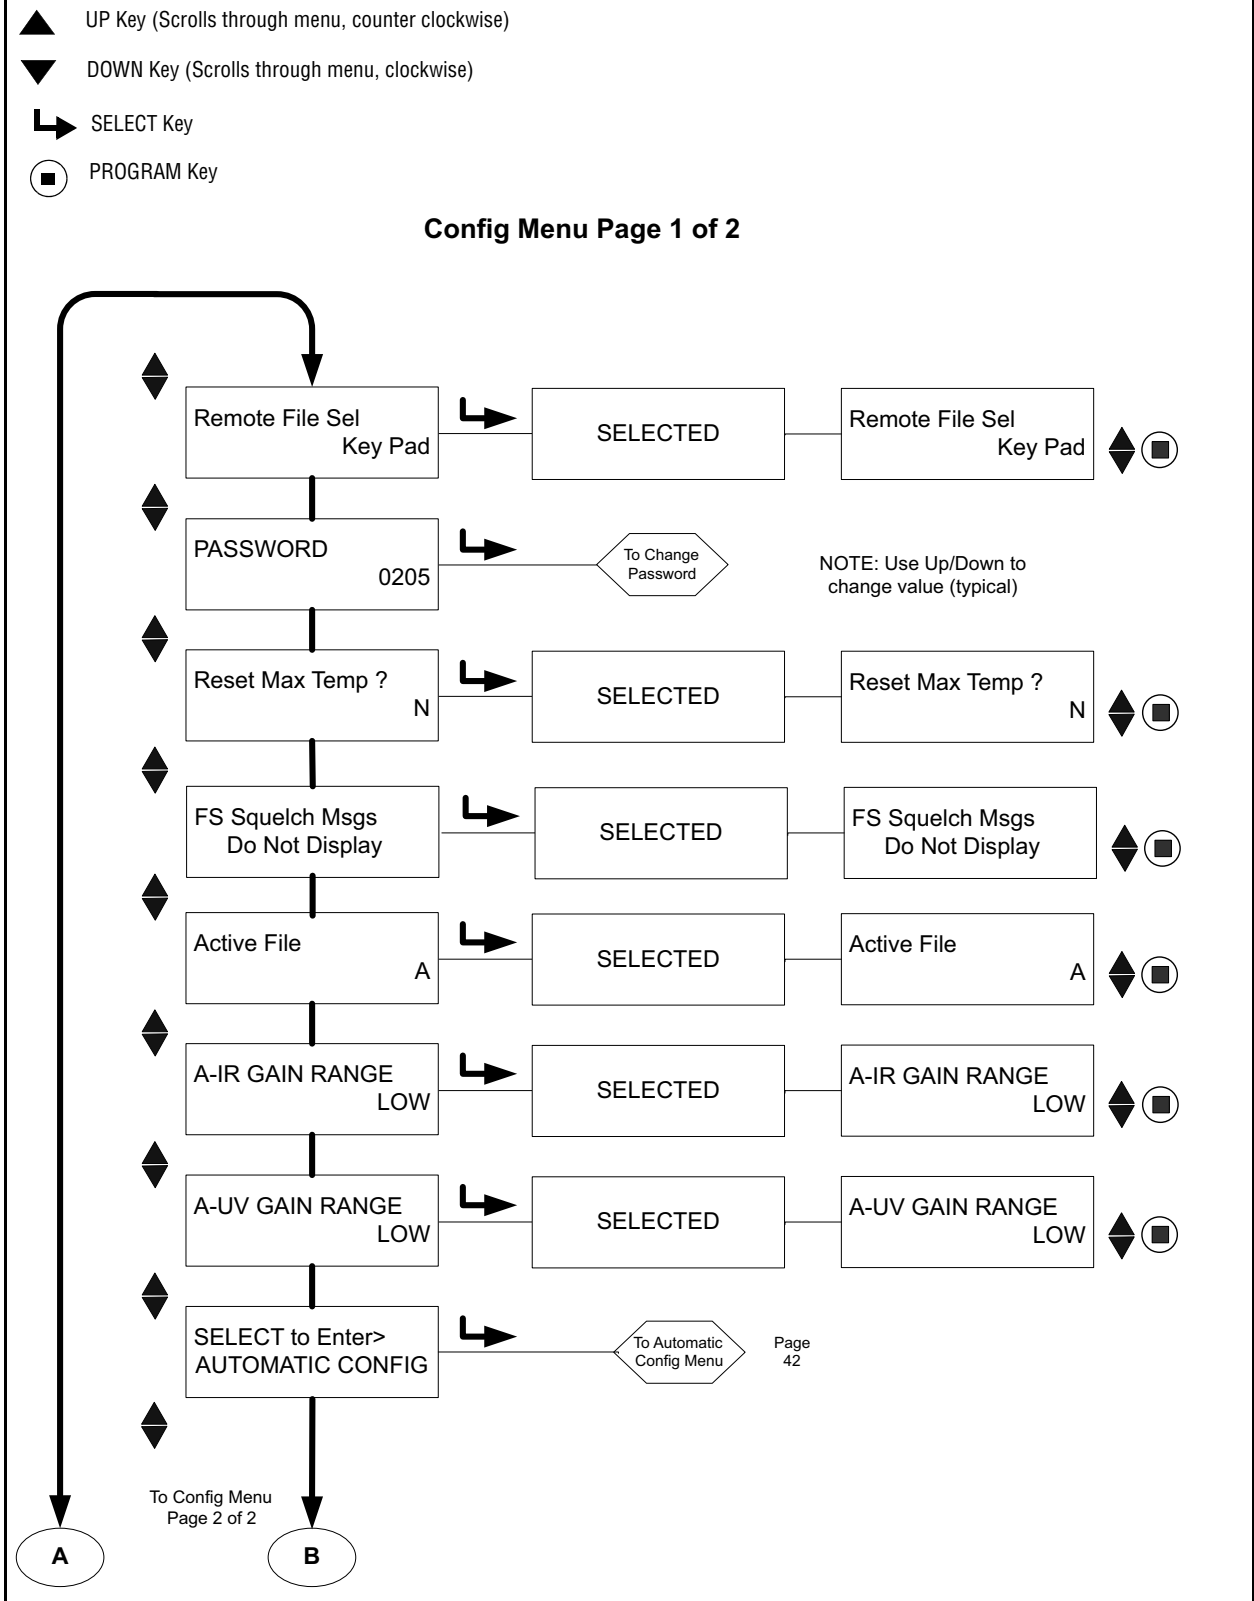 UP Key (Scrolls through menu, counter clockwise)
DOWN Key (Scrolls through menu, clockwise)
SELECT Key
PROGRAM Key
Config Menu Page 1 of 2
Remote File Sel
Key Pad
SELECTED
Remote File Sel
Key Pad
PASSWORD
0205
To Change
Password
NOTE: Use Up/Down to
change value (typical)
Reset Max Temp ?
N
SELECTED
Reset Max Temp ?
N
FS Squelch Msgs
Do Not Display
SELECTED
FS Squelch Msgs
Do Not Display
Active File
A
SELECTED
Active File
A
A-IR GAIN RANGE
LOW
SELECTED
A-IR GAIN RANGE
LOW
A-UV GAIN RANGE
LOW
SELECTED
A-UV GAIN RANGE
LOW
SELECT to Enter>
AUTOMATIC CONFIG
To Automatic
Config Menu
Page
42
To Config Menu
Page 2 of 2
A
B